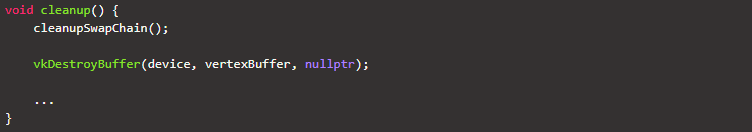 void cleanup() {
    cleanupSwapChain();

    vkDestroyBuffer(device, vertexBuffer, nullptr);

    ...
}